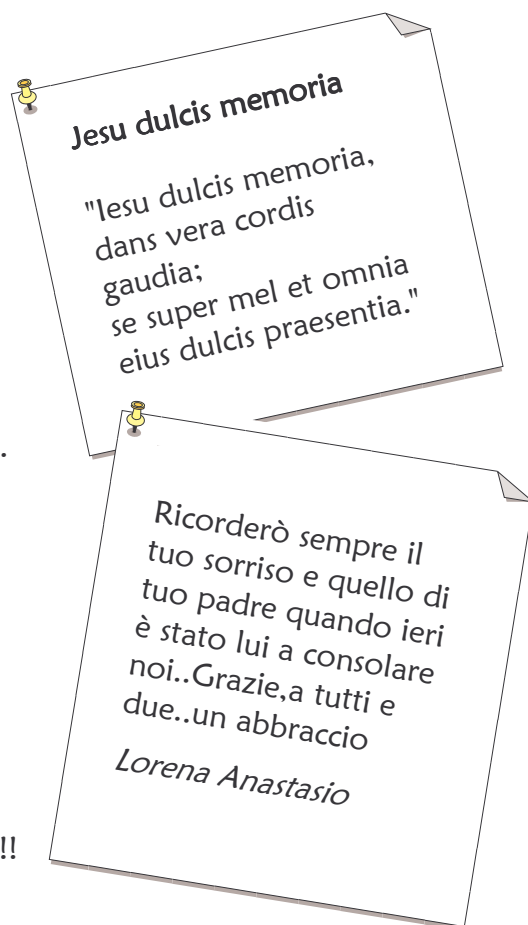 Jesu dulcis memoria
"Iesu dulcis memoria,
dans vera cordis
gaudia;
se super mel et omnia
eius dulcis praesentia."
.
Ricorderò sempre il
tuo sorriso e quello di
tuo padre quando ieri
è stato lui a consolare
noi..Grazie,a tutti e
due..un abbraccio
Lorena Anastasio
!!